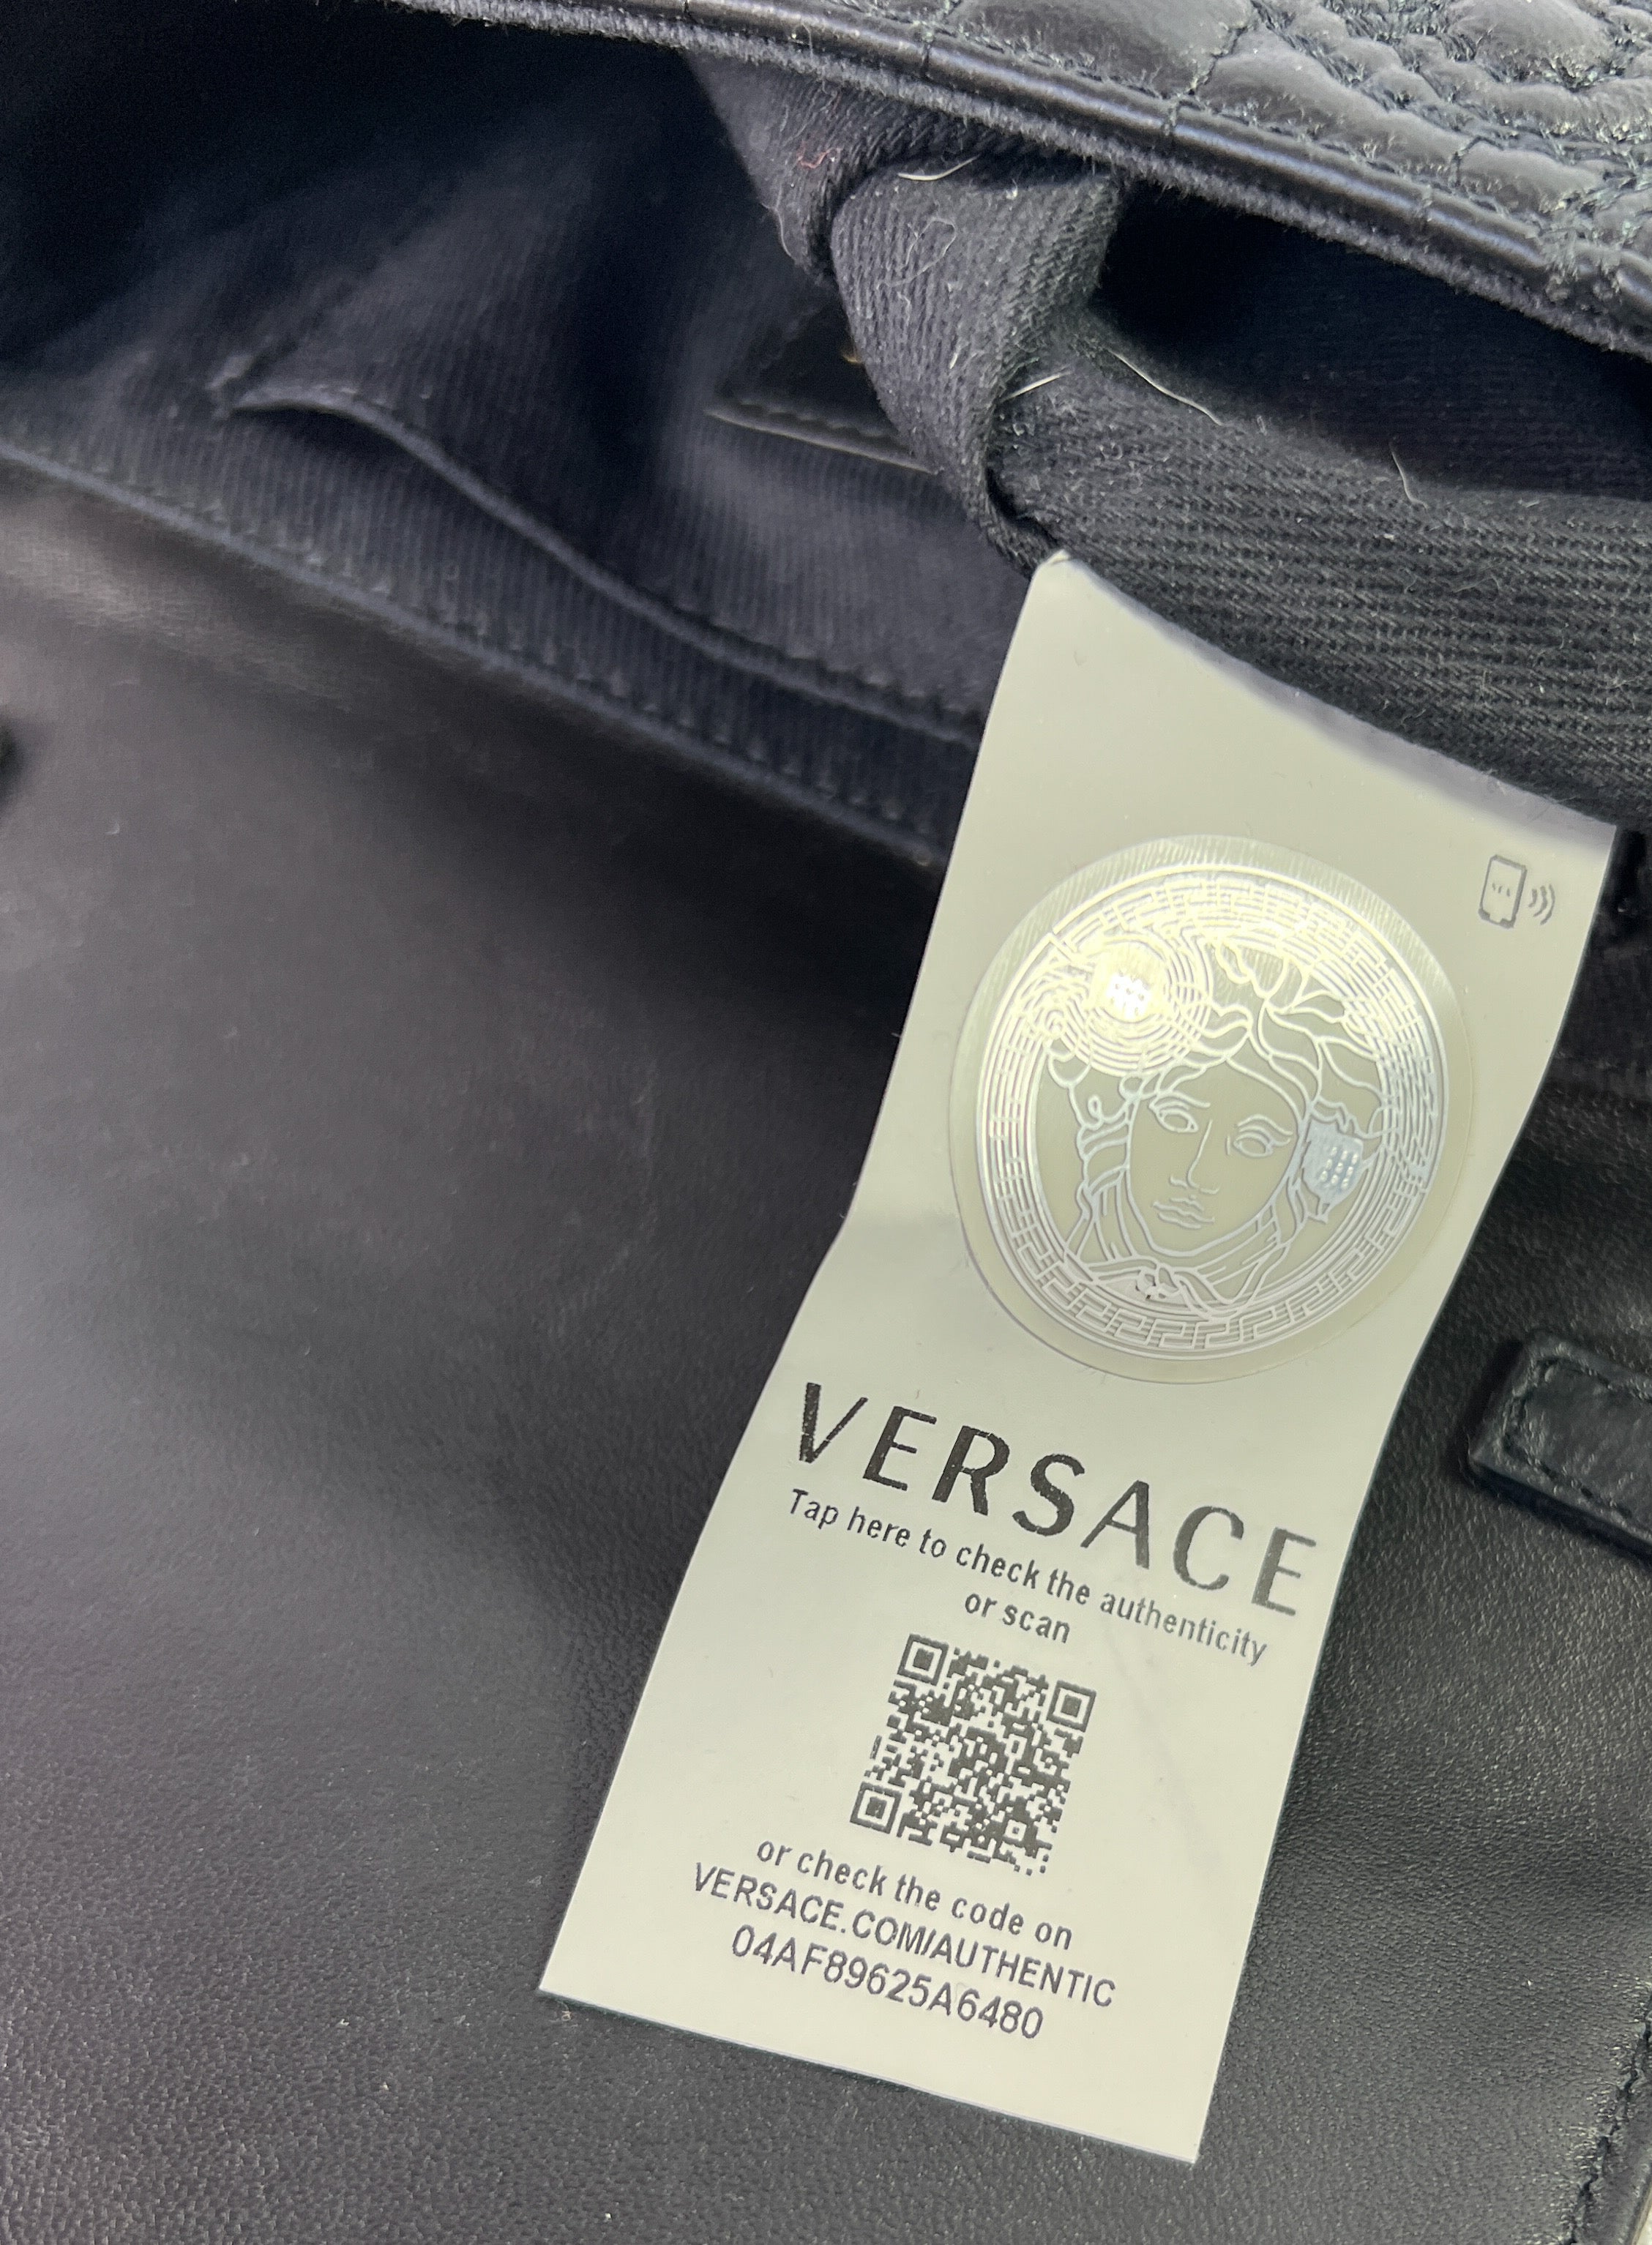 VERSACE
Tap here to check the authenticity
or scan
or check the code on
VERSACE.COM/AUTHENTIC
04AF89625A6480